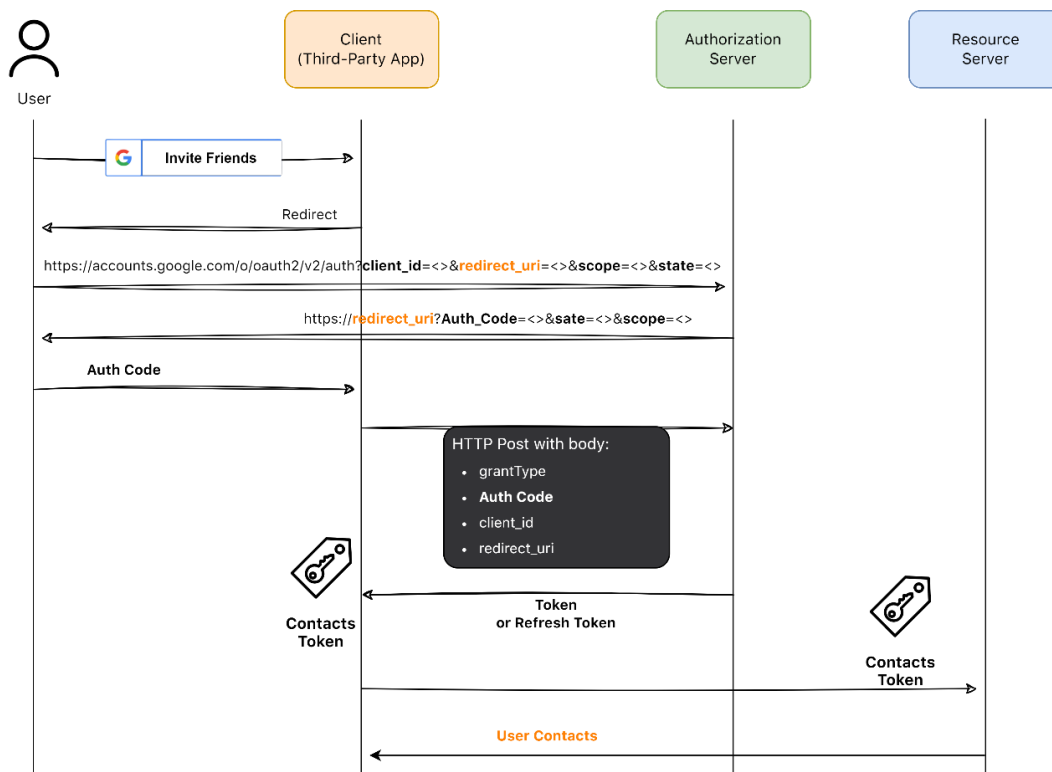 User
Client
(Third-Party App)
Authorization
Server
Resource
Server
G Invite Friends
Redirect
https://accounts.google.com/o/oauth2/v2/auth?client_id=<>&redirect_uri=<>&scope=<>&state=<>
https://redirect_uri?Auth_Code=<>&sate=<>&scope=<>
Auth Code
HTTP Post with body:
• grantType
• Auth Code
• client_id
• redirect_uri
Contacts
Token
Token
or Refresh Token
Contacts
Token
User Contacts